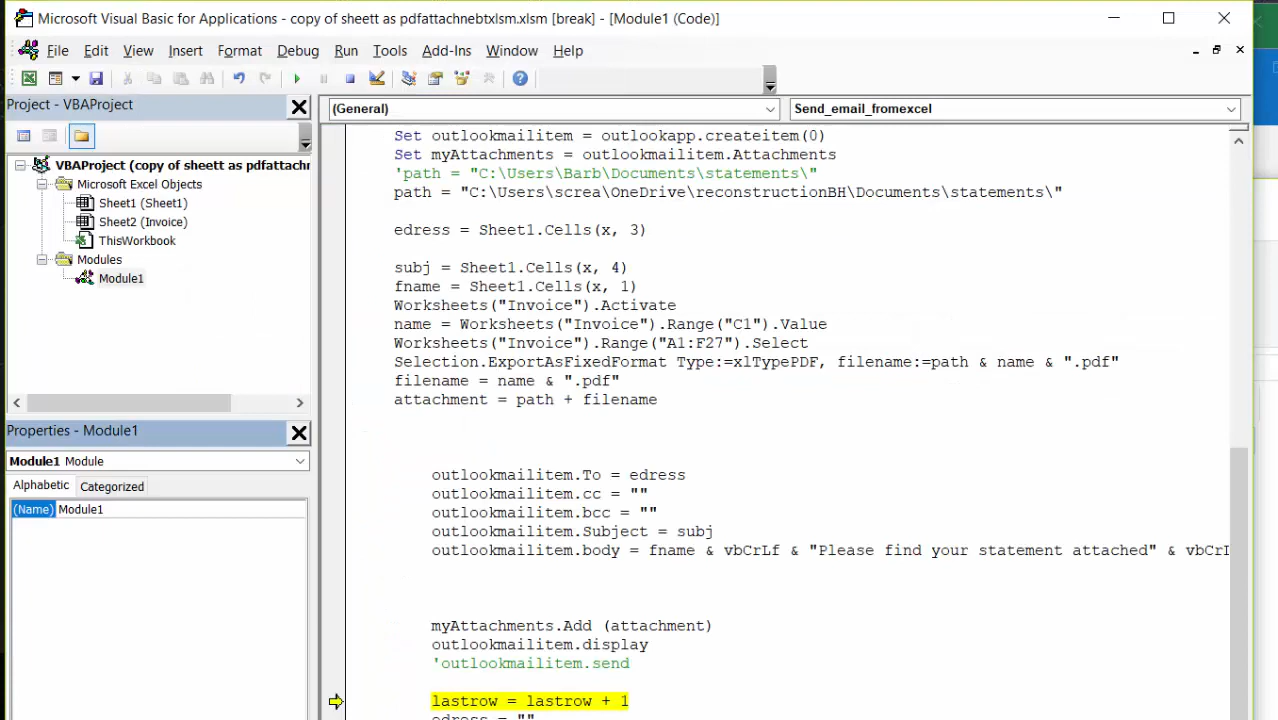 Microsoft Visual Basic for Applications - copy of sheett as pdfattachnebtxlsm.xlsm [break] - [Module1 (Code)]
File Edit View Insert Format Debug Run Tools Add-Ins Window Help
Project - VBAProject
(General)
Send_email_fromexcel
VBAProject (copy of sheett as pdfattachn
Microsoft Excel Objects
Sheet1 (Sheet1)
Sheet2 (Invoice)
ThisWorkbook
Modules
Module1
Properties - Module1
Module1 Module
Alphabetic Categorized
(Name) Module1
Set outlookmailitem = outlookapp.createitem(0)
Set myAttachments = outlookmailitem.Attachments
'path = "C:\Users\Barb\Documents\statements\"
path = "C:\Users\screa\OneDrive\reconstructionBH\Documents\statements\"
edress = Sheet1.Cells(x, 3)
subj = Sheet1.Cells(x, 4)
fname = Sheet1.Cells(x, 1)
Worksheets("Invoice").Activate
name = Worksheets("Invoice").Range("C1").Value
Worksheets("Invoice").Range("A1:F27").Select
Selection.ExportAsFixedFormat Type:=xlTypePDF, filename:=path & name & ".pdf"
filename = name & ".pdf"
attachment = path + filename
outlookmailitem.To = edress
outlookmailitem.cc = ""
outlookmailitem.bcc = ""
outlookmailitem.Subject = subj
outlookmailitem.body = fname & vbCrLf & "Please find your statement attached" & vbCrL
myAttachments.Add (attachment)
outlookmailitem.display
'outlookmailitem.send
lastrow = lastrow + 1
edress = ""